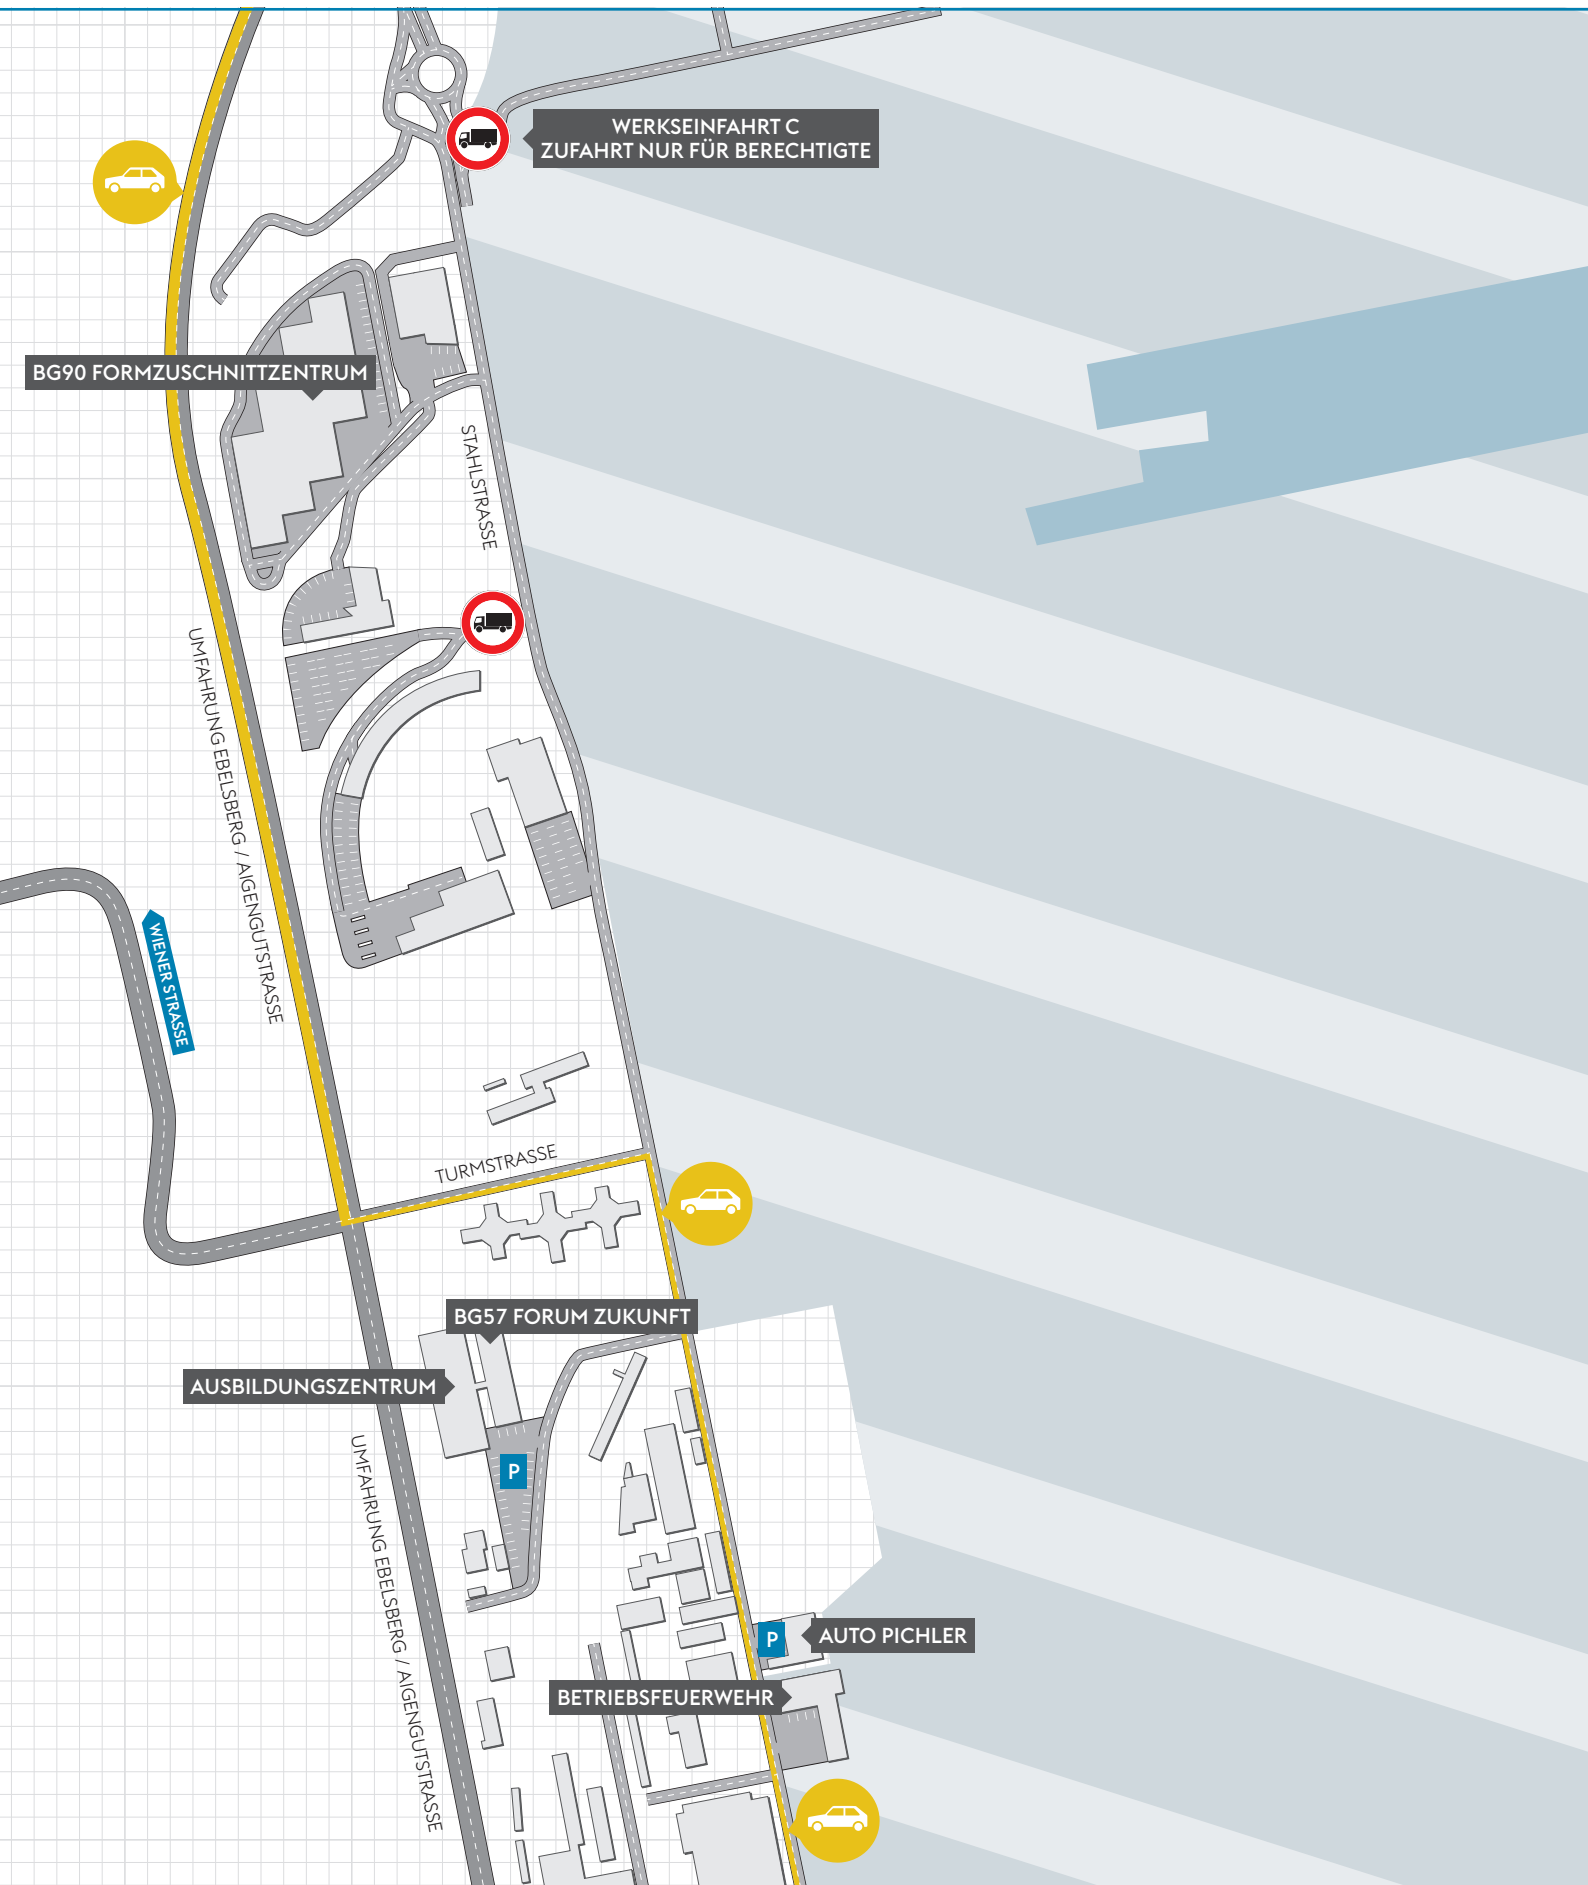 WERKSEINFAHRT C
ZUFAHRT NUR FÜR BERECHTIGTE
BG90 FORMZUSCHNITTZENTRUM
STAHLSTRASSE
UMFAHRUNG EBELSBERG / AIGENGUTSTRASSE
WIENER STRASSE
TURMSTRASSE
BG57 FORUM ZUKUNFT
AUSBILDUNGSZENTRUM
P
UMFAHRUNG EBELSBERG / AIGENGUTSTRASSE
P
AUTO PICHLER
BETRIEBSFEUERWEHR